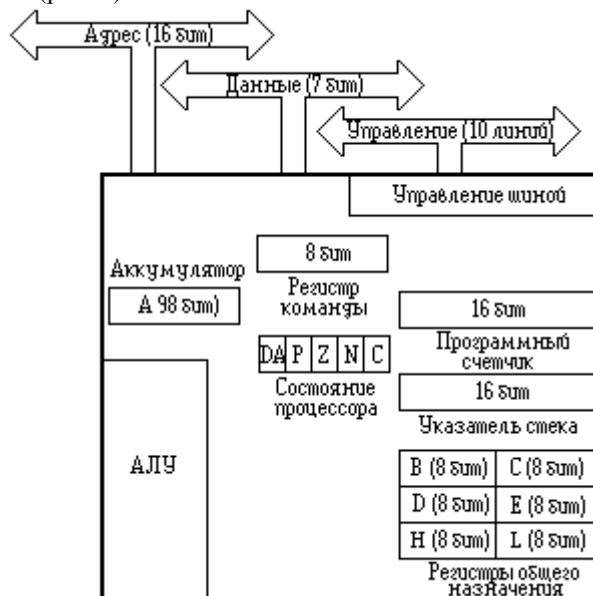 Адрес (16 бит)
Данные (7 бит)
Управление (10 линий)
Управление шиной
8 бит
Аккумулятор
Регистр
команды
A 98 бит)
16 бит
Программный
счетчик
DA P Z N C
Состояние
процессора
16 бит
Указатель стека
АЛУ
B (8 бит) C (8 бит)
D (8 бит) E (8 бит)
H (8 бит) L (8 бит)
Регистры общего
назначения